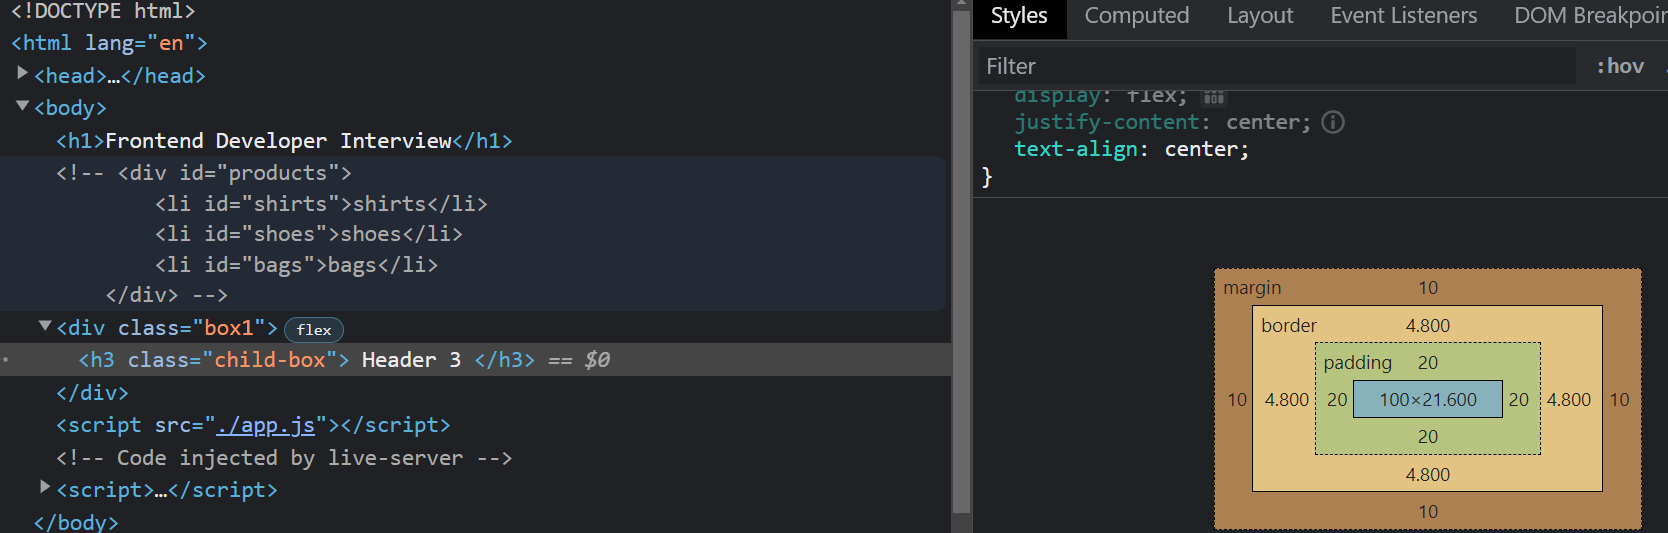 <!DOCTYPE html>
<html lang="en">
<head>…</head>
<body>
<h1>Frontend Developer Interview</h1>
<!-- <div id="products">
<li id="shirts">shirts</li>
<li id="shoes">shoes</li>
<li id="bags">bags</li>
</div> -->
<div class="box1"> flex
<h3 class="child-box"> Header 3 </h3> == $0
</div>
<script src="./app.js"></script>
<!-- Code injected by live-server -->
<script>…</script>
</body>
Styles Computed Layout Event Listeners DOM Breakpoin
Filter :hov
display: flex;
justify-content: center;
text-align: center;
}
margin 10
border 4.800
padding 20
10 4.800 20 100×21.600 20 4.800 10
20
4.800
10